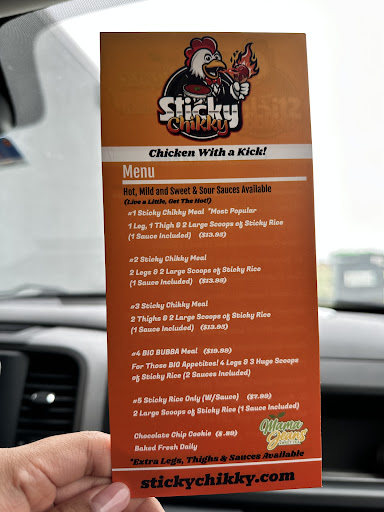 Sticky
Chikky
Chicken With a Kick!
Menu
Hot, Mild and Sweet & Sour Sauces Available
(Live a Little, Get The Hot!)
#1 Sticky Chikky Meal *Most Popular
1 Leg, 1 Thigh & 2 Large Scoops of Sticky Rice
(1 Sauce Included) ($13.98)
#2 Sticky Chikky Meal
2 Legs & 2 Large Scoops of Sticky Rice
(1 Sauce Included) ($13.98)
#3 Sticky Chikky Meal
2 Thighs & 2 Large Scoops of Sticky Rice
(1 Sauce Included) ($13.98)
#4 BIG BUBBA Meal ($19.98)
For Those BIG Appetites! 4 Legs & 3 Huge Scoops
of Sticky Rice (2 Sauces Included)
#5 Sticky Rice Only (W/Sauce) ($7.98)
2 Large Scoops of Sticky Rice (1 Sauce Included)
Chocolate Chip Cookie ($.50)
Baked Fresh Daily
Mama
*Extra Legs, Thighs & Sauces Available
stickychikky.com